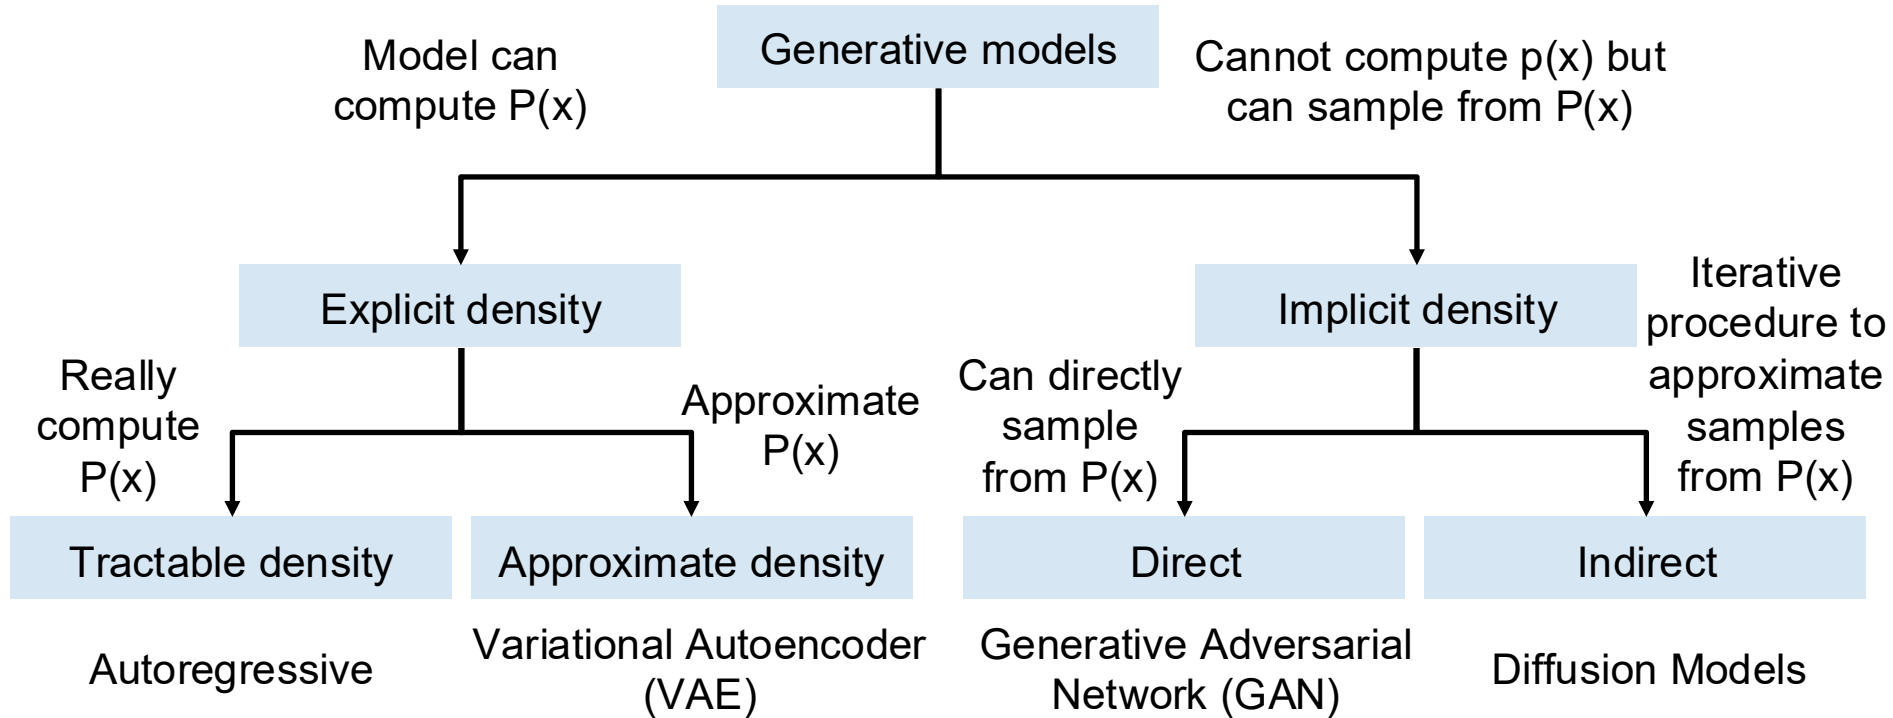 Generative models
Model can
compute P(x)
Cannot compute p(x) but
can sample from P(x)
Explicit density
Implicit density
Really
compute
P(x)
Approximate
P(x)
Can directly
sample
from P(x)
Iterative
procedure to
approximate
samples
from P(x)
Tractable density
Approximate density
Direct
Indirect
Autoregressive
Variational Autoencoder
(VAE)
Generative Adversarial
Network (GAN)
Diffusion Models